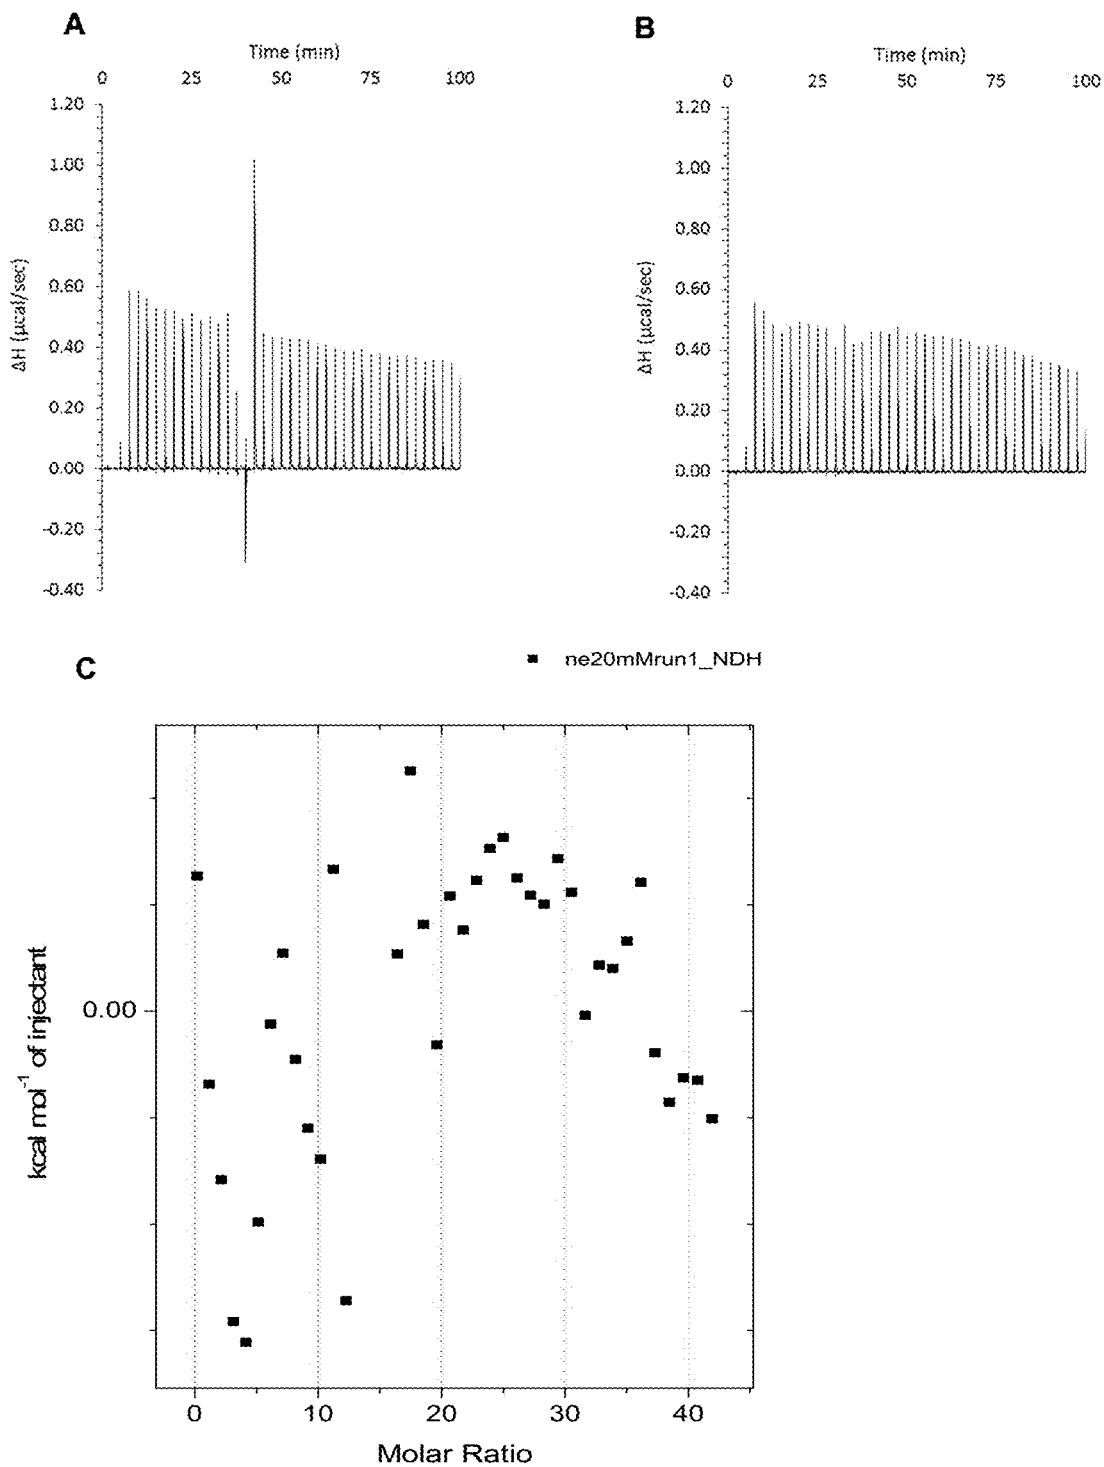 A
Time (min)
0 25 50 75 100
1.20
1.00
0.80
0.60
0.40
0.20
0.00
-0.20
-0.40
ΔH (µcal/sec)
B
Time (min)
0 25 50 75 100
1.20
1.00
0.80
0.60
0.40
0.20
0.00
-0.20
-0.40
ΔH (µcal/sec)
C
ne20mMrun1_NDH
0.00
kcal mol⁻¹ of injectant
0 10 20 30 40
Molar Ratio